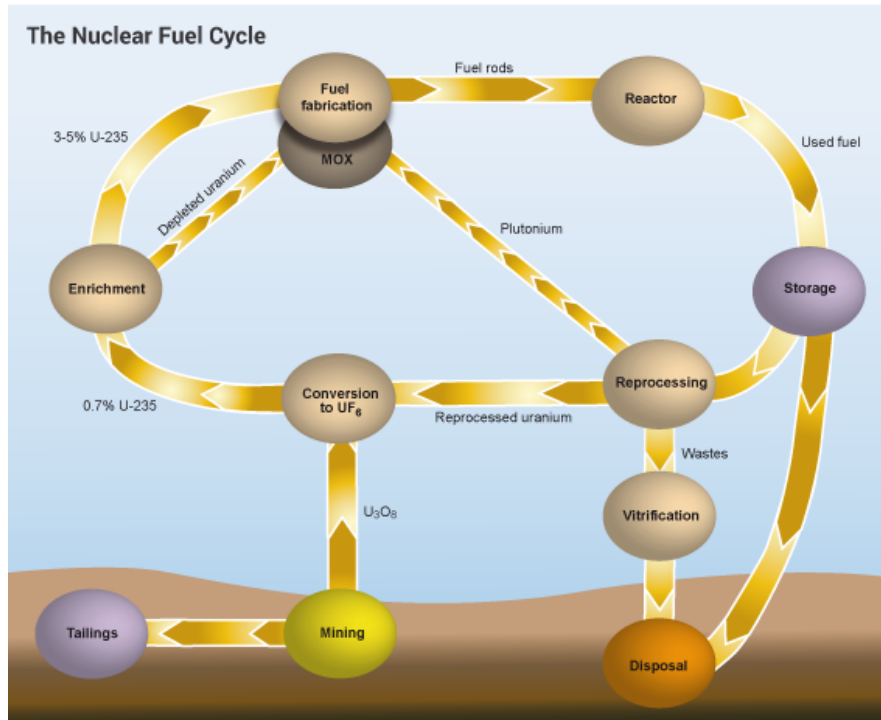 The Nuclear Fuel Cycle
Fuel
fabrication
Fuel rods
Reactor
3-5% U-235
MOX
Used fuel
Depleted uranium
Plutonium
Enrichment
Storage
0.7% U-235
Conversion
to UF₆
Reprocessing
Reprocessed uranium
Wastes
U₃O₈
Vitrification
Tailings
Mining
Disposal